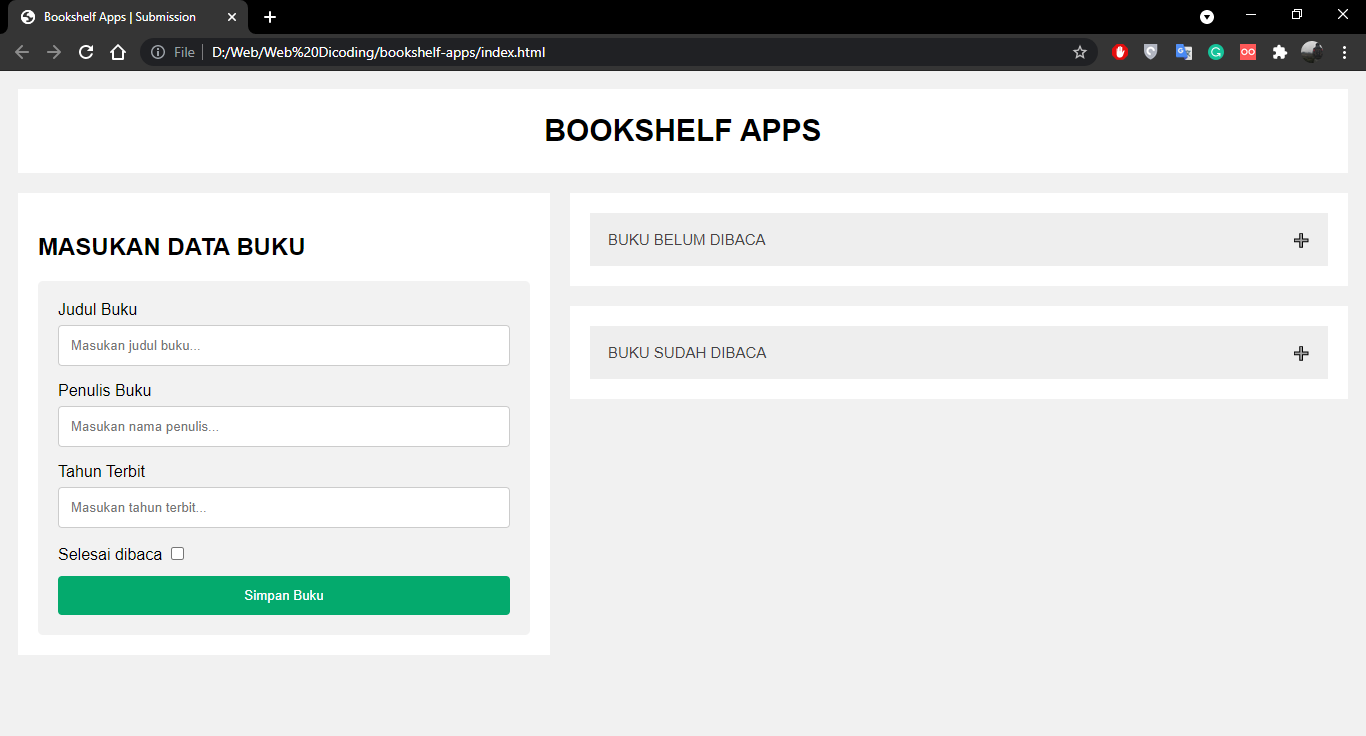 Bookshelf Apps | Submission
File
D:/Web/Web%20Dicoding/bookshelf-apps/index.html
BOOKSHELF APPS
MASUKAN DATA BUKU
Judul Buku
Masukan judul buku...
Penulis Buku
Masukan nama penulis...
Tahun Terbit
Masukan tahun terbit...
Selesai dibaca
Simpan Buku
BUKU BELUM DIBACA
BUKU SUDAH DIBACA